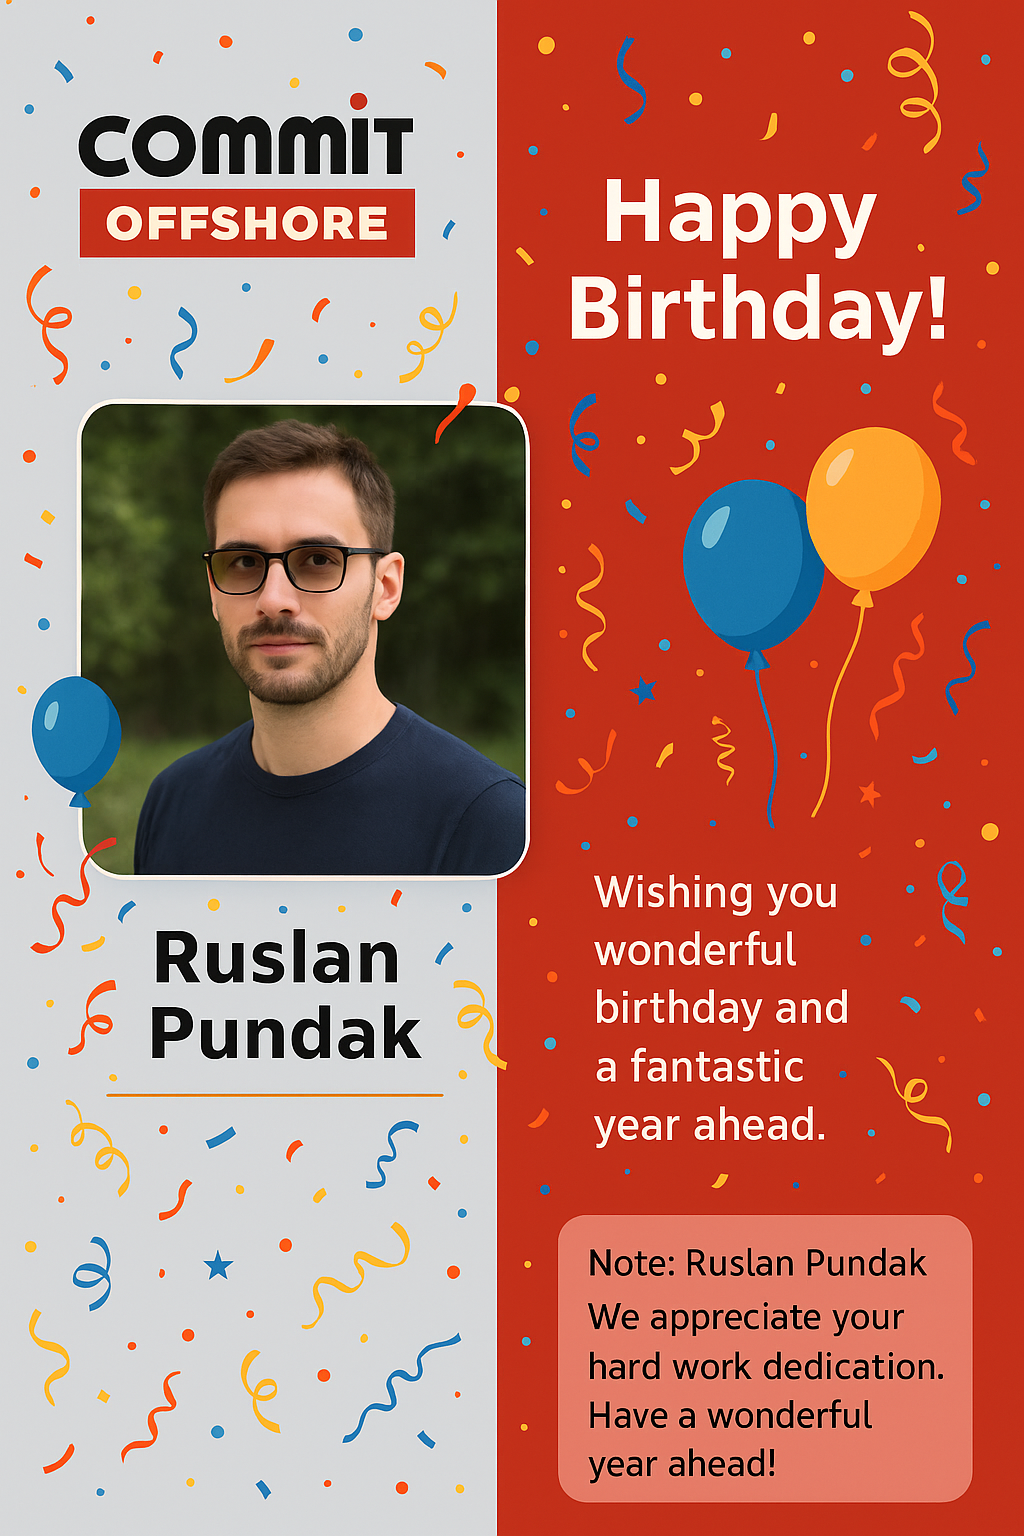 COMMIT
OFFSHORE
Happy
Birthday!
Ruslan
Pundak
Wishing you
wonderful
birthday and
a fantastic
year ahead.
Note: Ruslan Pundak
We appreciate your
hard work dedication.
Have a wonderful
year ahead!